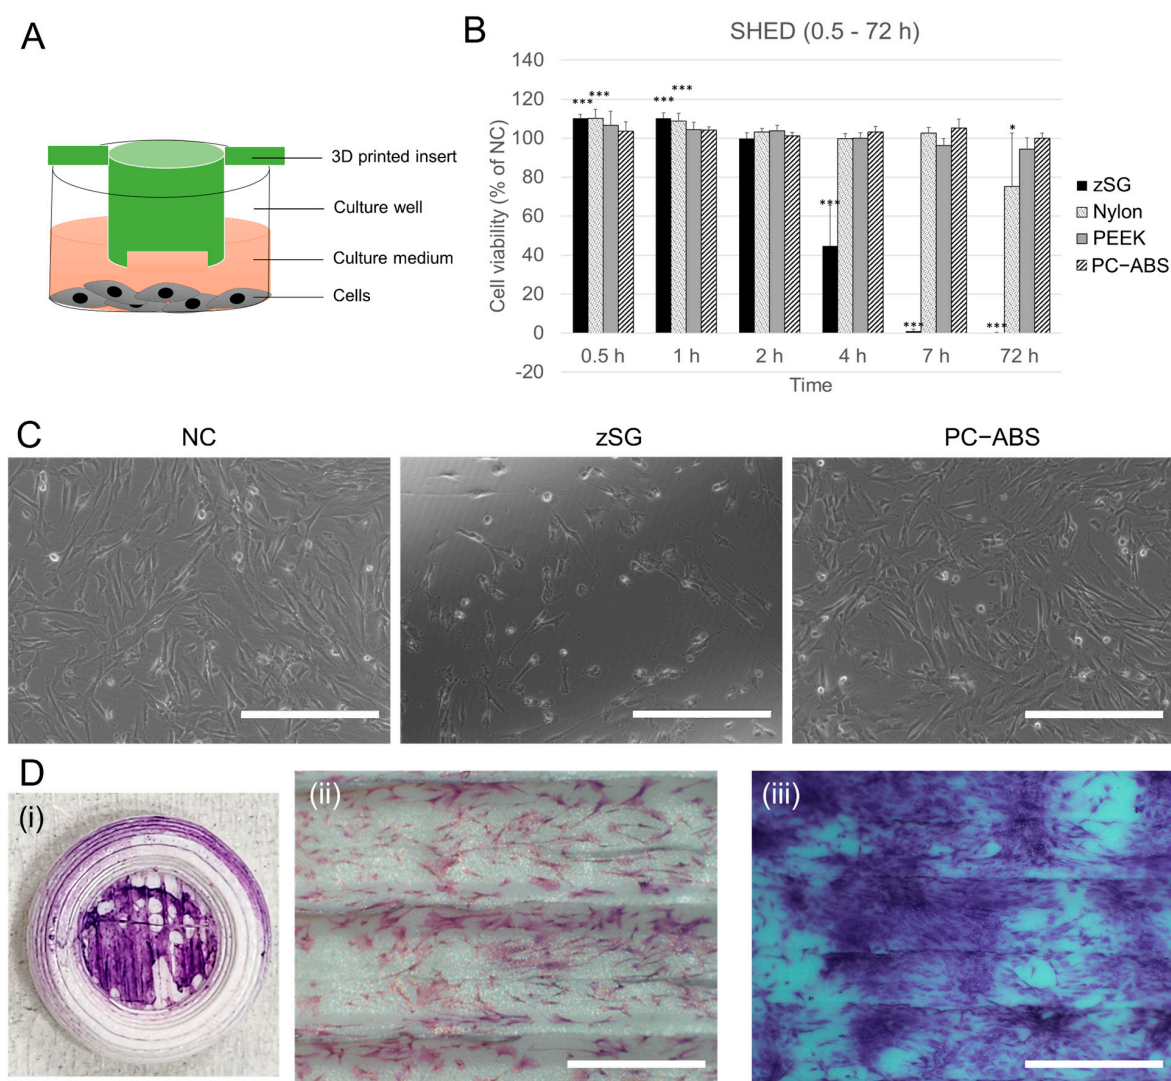 A
3D printed insert
Culture well
Culture medium
Cells
B
SHED (0.5 - 72 h)
Cell viability (% of NC)
140
120
100
80
60
40
20
0
-20
*** ***
*** ***
***
***
***
*
0.5 h 1 h 2 h 4 h 7 h 72 h
Time
zSG
Nylon
PEEK
PC-ABS
C
NC zSG PC-ABS
D
(i) (ii) (iii)